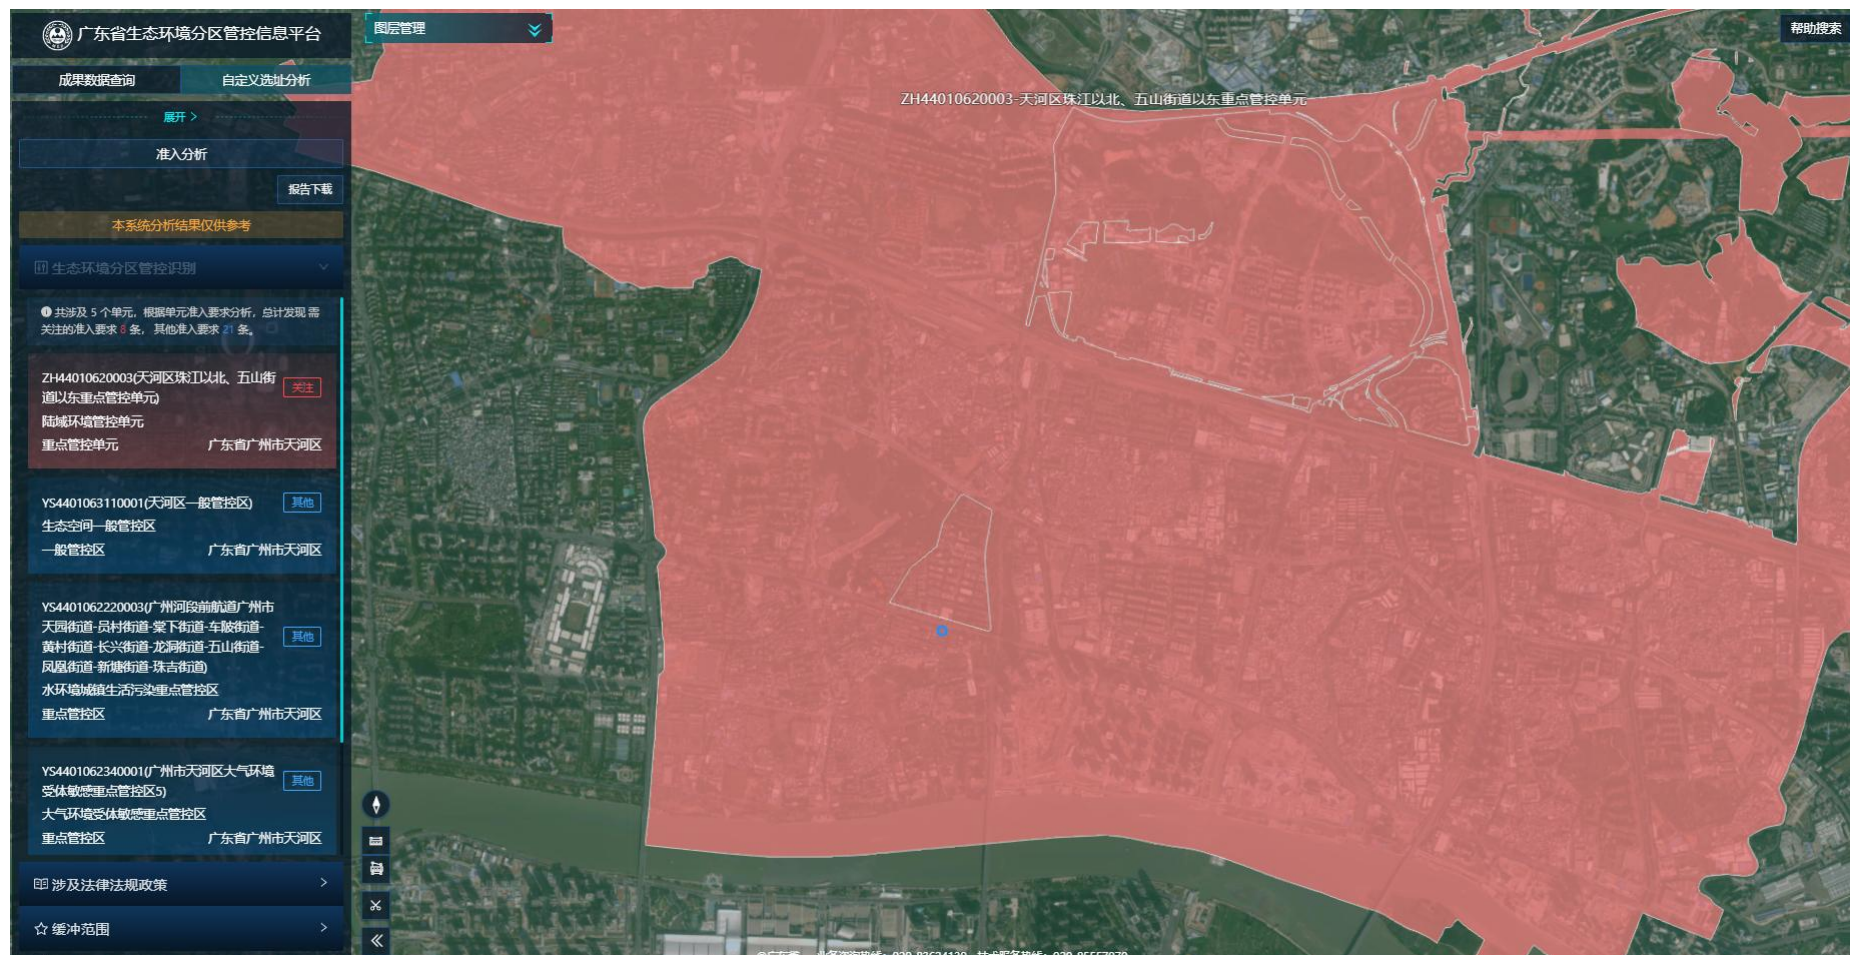 广东省生态环境分区管控信息平台
图层管理
帮助搜索
成果数据查询
自定义选址分析
展开 >
准入分析
报告下载
本系统分析结果仅供参考
生态环境分区管控识别
共涉及 5 个单元，根据单元准入要求分析，总计发现 需
关注的准入要求 8 条， 其他准入要求 21 条。
ZH44010620003(天河区珠江以北、五山街
道以东重点管控单元)
关注
陆域环境管控单元
重点管控单元
广东省广州市天河区
YS4401063110001(天河区一般管控区)
其他
生态空间一般管控区
一般管控区
广东省广州市天河区
YS4401062220003(广州河段前航道广州市
天园街道-员村街道-棠下街道-车陂街道-
黄村街道-长兴街道-龙洞街道-五山街道-
凤凰街道-新塘街道-珠吉街道)
其他
水环境城镇生活污染重点管控区
重点管控区
广东省广州市天河区
YS4401062340001(广州市天河区大气环境
受体敏感重点管控区5)
其他
大气环境受体敏感重点管控区
重点管控区
广东省广州市天河区
涉及法律法规政策
缓冲范围
ZH44010620003-天河区珠江以北、五山街道以东重点管控单元